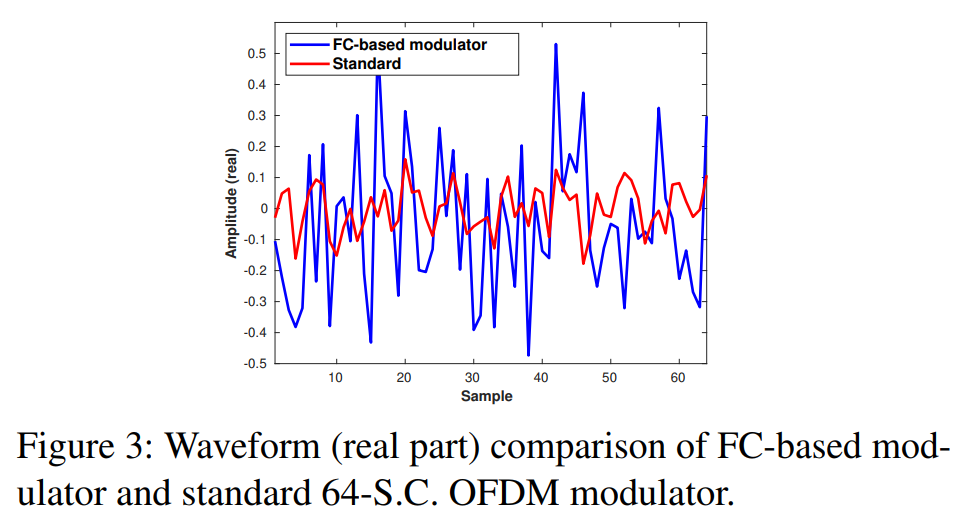 0.5
FC-based modulator
0.4
Standard
0.3
0.2
0.1
0
-0.1
-0.2
-0.3
-0.4
-0.5
Amplitude (real)
10 20 30 40 50 60
Sample
Figure 3: Waveform (real part) comparison of FC-based mod-
ulator and standard 64-S.C. OFDM modulator.